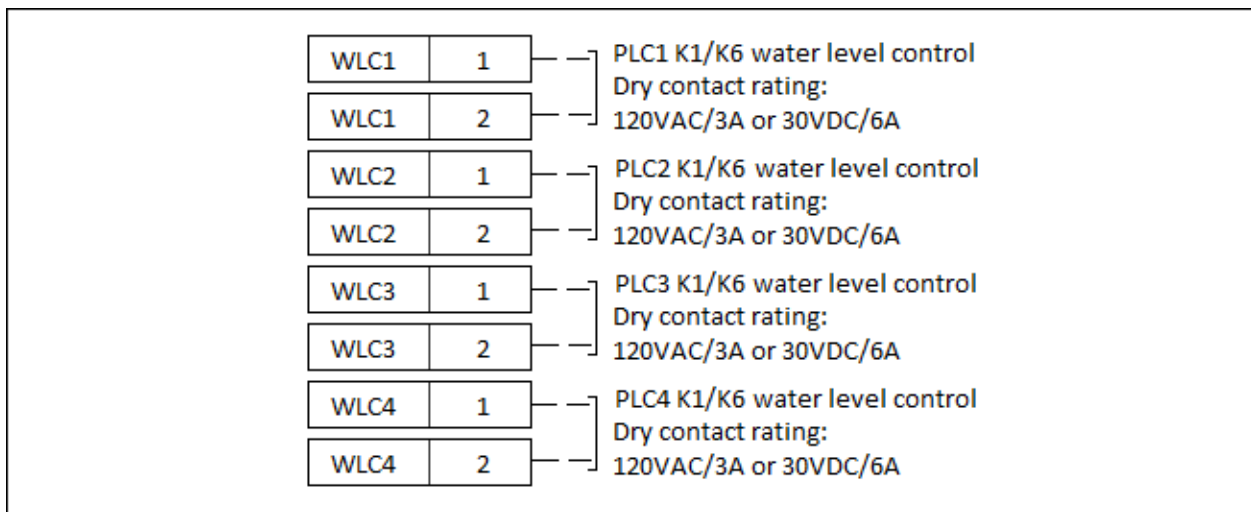 WLC1 1
PLC1 K1/K6 water level control
Dry contact rating:
WLC1 2
120VAC/3A or 30VDC/6A
WLC2 1
PLC2 K1/K6 water level control
Dry contact rating:
WLC2 2
120VAC/3A or 30VDC/6A
WLC3 1
PLC3 K1/K6 water level control
Dry contact rating:
WLC3 2
120VAC/3A or 30VDC/6A
WLC4 1
PLC4 K1/K6 water level control
Dry contact rating:
WLC4 2
120VAC/3A or 30VDC/6A